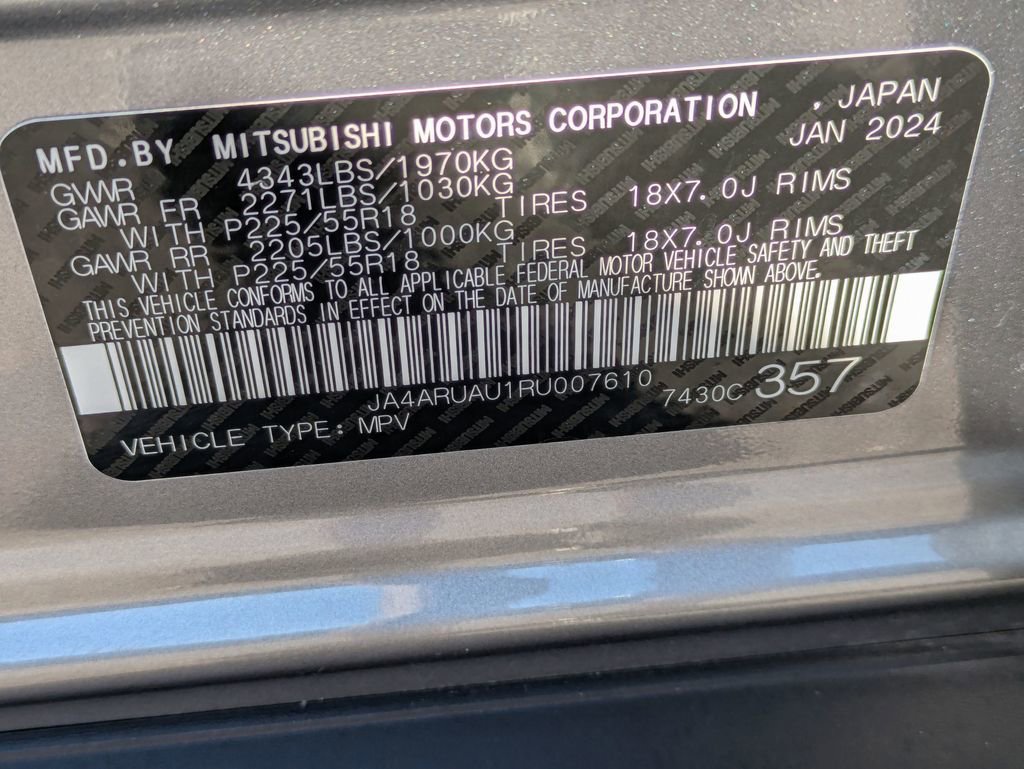 MFD.BY MITSUBISHI MOTORS CORPORATION , JAPAN
JAN 2024
GVWR 4343LBS/1970KG
GAWR FR 2271LBS/1030KG
WITH P225/55R18 TIRES 18X7.0J RIMS
GAWR RR 2205LBS/1000KG
WITH P225/55R18 TIRES 18X7.0J RIMS
THIS VEHICLE CONFORMS TO ALL APPLICABLE FEDERAL MOTOR VEHICLE SAFETY AND THEFT
PREVENTION STANDARDS IN EFFECT ON THE DATE OF MANUFACTURE SHOWN ABOVE.
JA4ARUAU1RU007610 7430C 357
VEHICLE TYPE: MPV